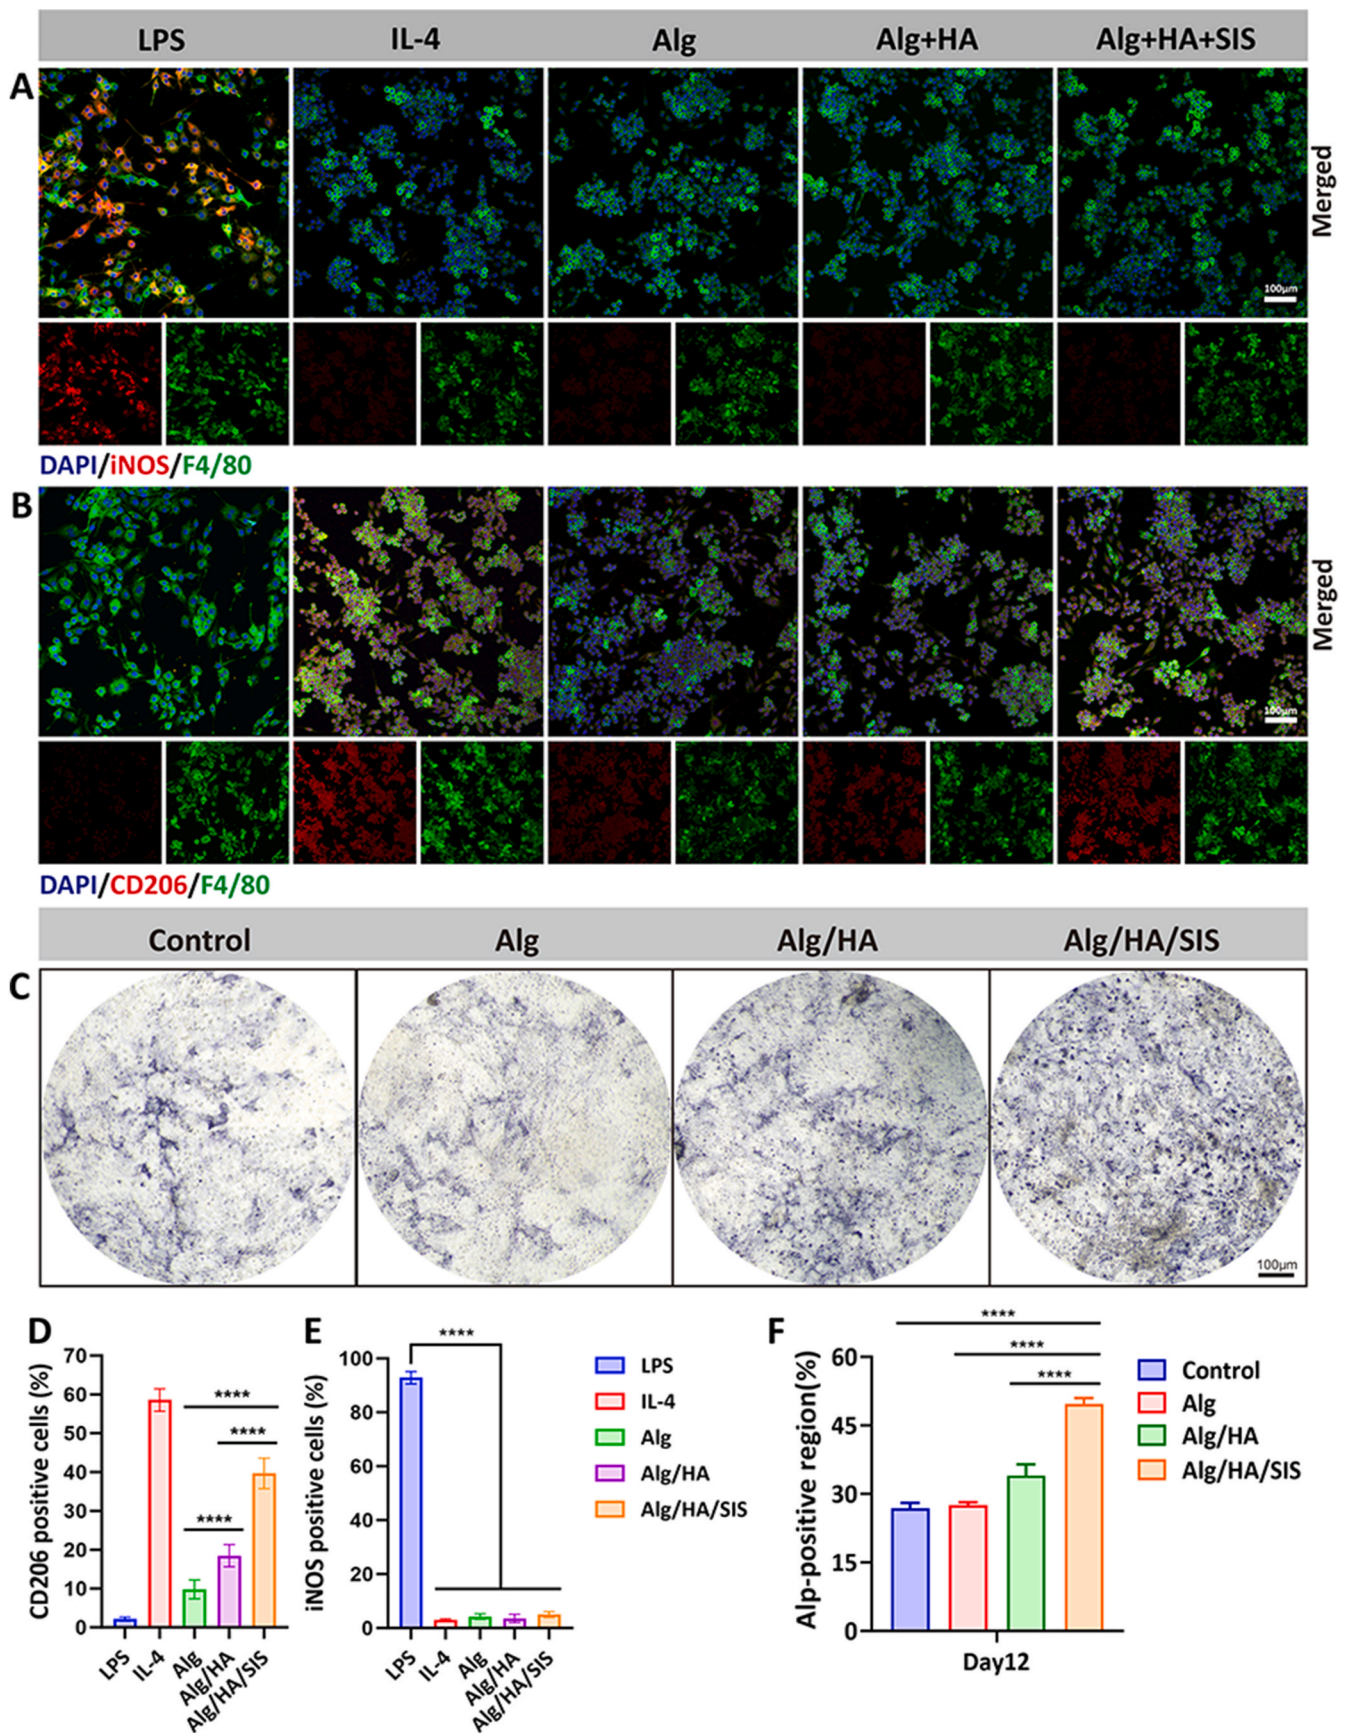 LPS IL-4 Alg Alg+HA Alg+HA+SIS
A
Merged
100μm
DAPI/iNOS/F4/80
B
Merged
100μm
DAPI/CD206/F4/80
Control Alg Alg/HA Alg/HA/SIS
C
100μm
D
CD206 positive cells (%)
70
60
50
40
30
20
10
0
****
****
****
LPS IL-4 Alg Alg/HA Alg/HA/SIS
E
iNOS positive cells (%)
100
80
60
40
20
0
****
LPS IL-4 Alg Alg/HA Alg/HA/SIS
LPS
IL-4
Alg
Alg/HA
Alg/HA/SIS
F
Alp-positive region(%)
60
45
30
15
0
****
****
****
Day12
Control
Alg
Alg/HA
Alg/HA/SIS